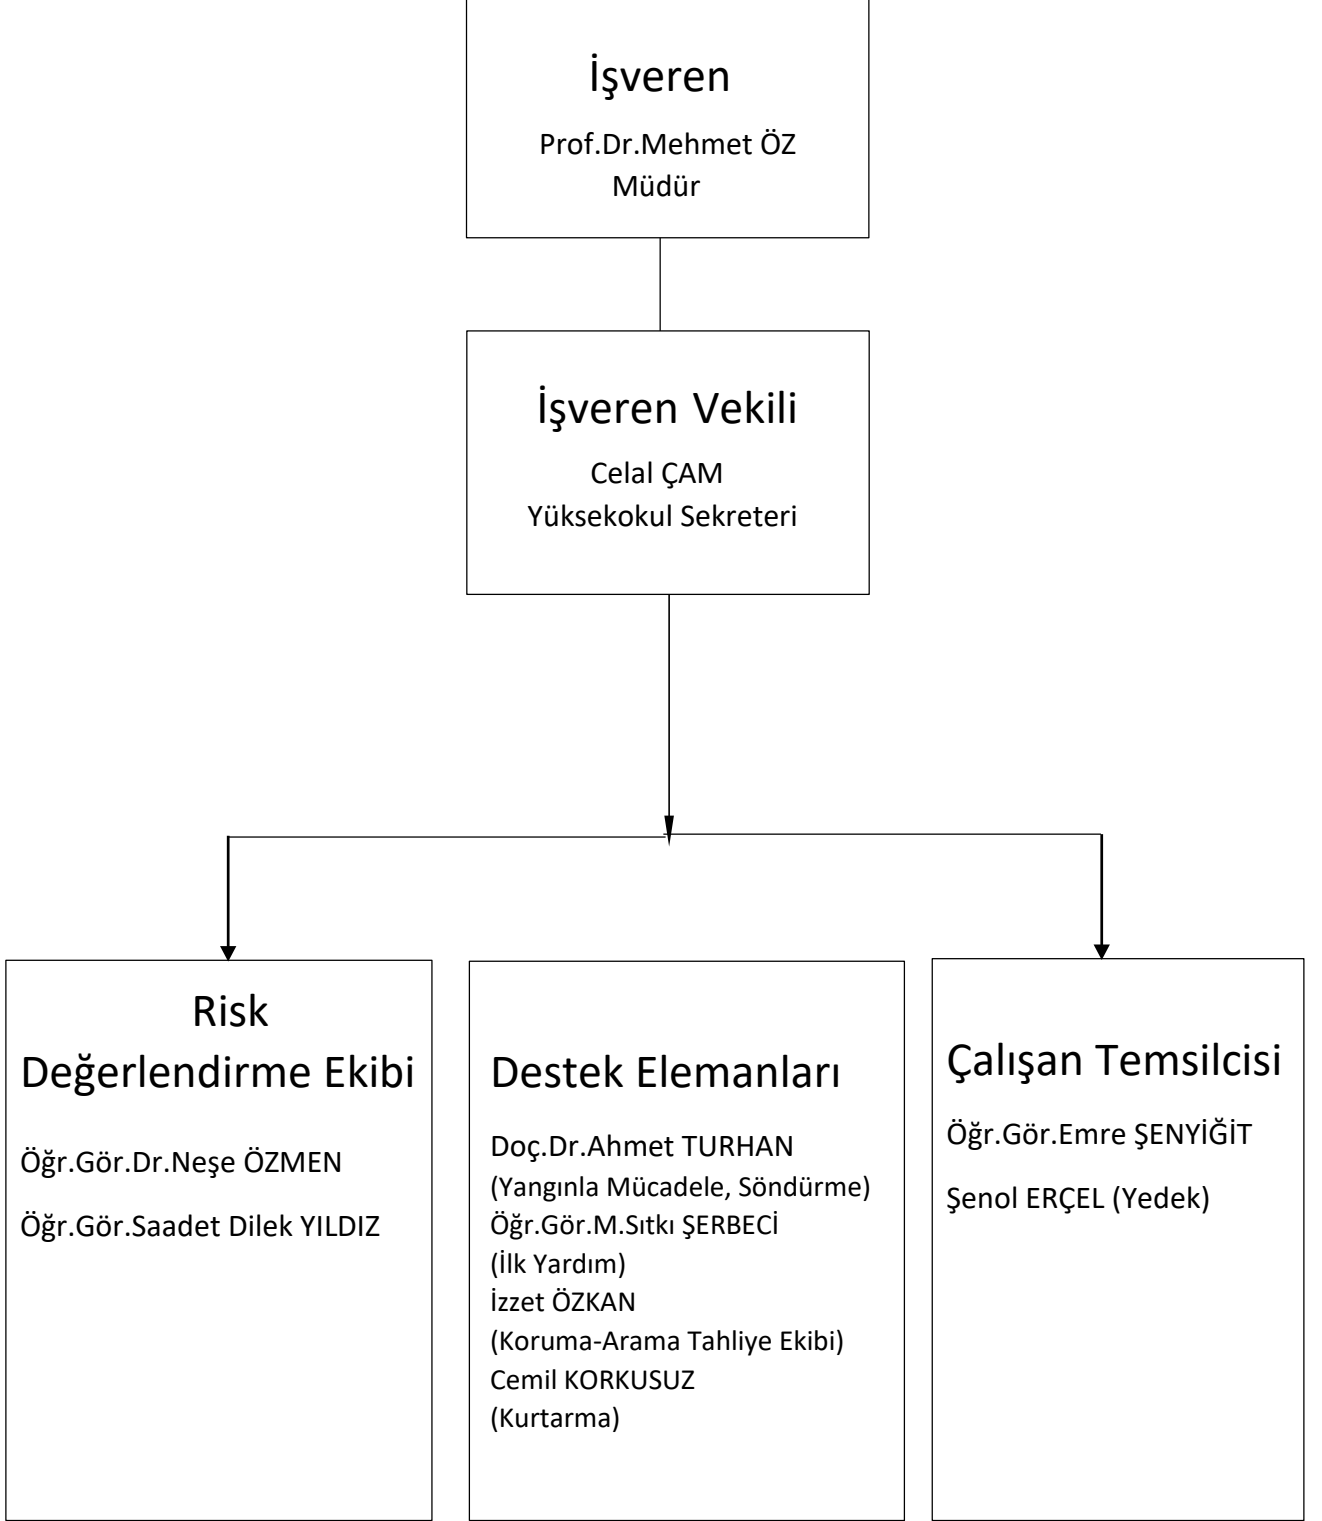 İşveren
Prof.Dr.Mehmet ÖZ
Müdür
İşveren Vekili
Celal ÇAM
Yüksekokul Sekreteri
Risk
Değerlendirme Ekibi
Öğr.Gör.Dr.Neşe ÖZMEN
Öğr.Gör.Saadet Dilek YILDIZ
Destek Elemanları
Doç.Dr.Ahmet TURHAN
(Yangınla Mücadele, Söndürme)
Öğr.Gör.M.Sıtkı ŞERBECİ
(İlk Yardım)
İzzet ÖZKAN
(Koruma-Arama Tahliye Ekibi)
Cemil KORKUSUZ
(Kurtarma)
Çalışan Temsilcisi
Öğr.Gör.Emre ŞENYİĞİT
Şenol ERÇEL (Yedek)